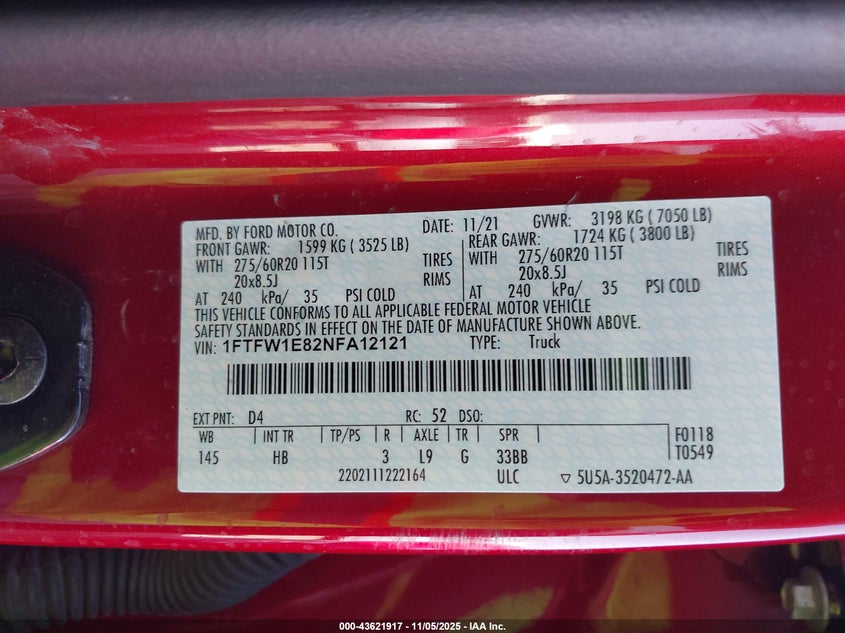 MFD. BY FORD MOTOR CO. DATE: 11/21 GVWR: 3198 KG ( 7050 LB)
FRONT GAWR: 1599 KG ( 3525 LB) REAR GAWR: 1724 KG ( 3800 LB)
WITH 275/60R20 115T TIRES WITH 275/60R20 115T TIRES
20x8.5J RIMS 20x8.5J RIMS
AT 240 kPa/ 35 PSI COLD AT 240 kPa/ 35 PSI COLD
THIS VEHICLE CONFORMS TO ALL APPLICABLE FEDERAL MOTOR VEHICLE
SAFETY STANDARDS IN EFFECT ON THE DATE OF MANUFACTURE SHOWN ABOVE.
VIN: 1FTFW1E82NFA12121 TYPE: Truck
EXT PNT: D4 RC: 52 DSO:
WB INT TR TP/PS R AXLE TR SPR F0118
145 HB 3 L9 G 33BB T0549
2202111222164 ULC ▽ 5U5A-3520472-AA
000-43621917 - 11/05/2025 - IAA Inc.